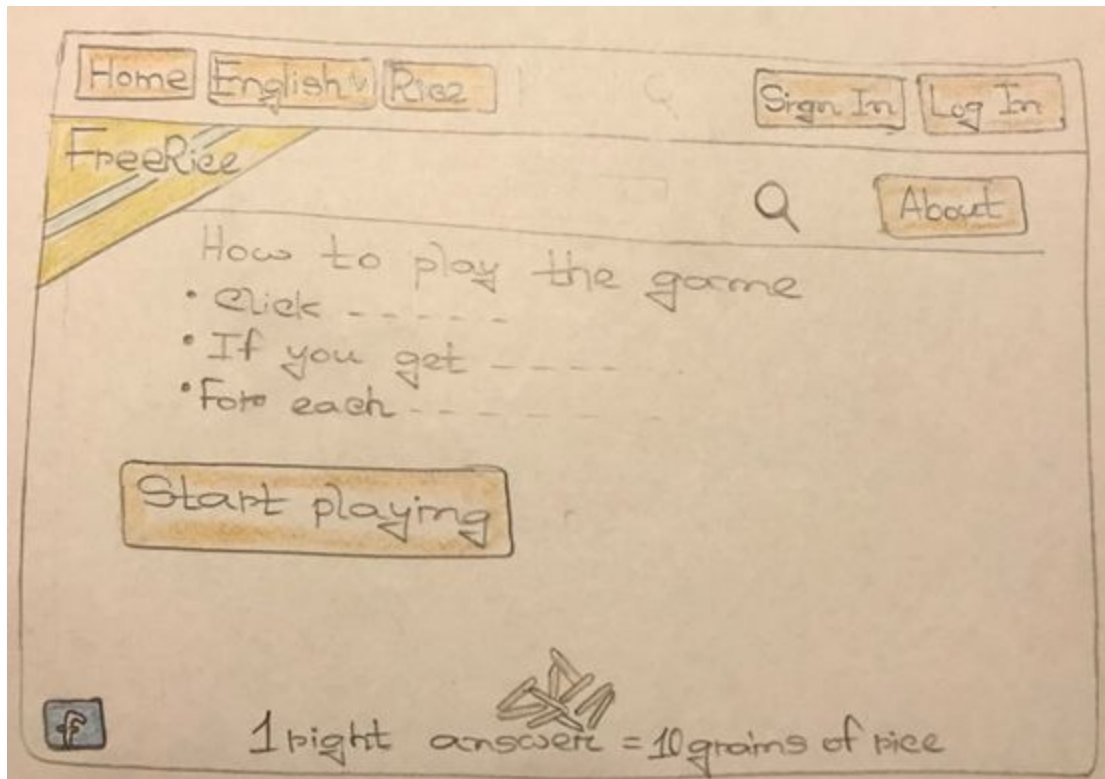 Home English v Rice Sign In Log In
FreeRice
About
How to play the game
• Click ------
• If you get ------
• For each ---------
Start playing
f
1 right answer = 10 grains of rice